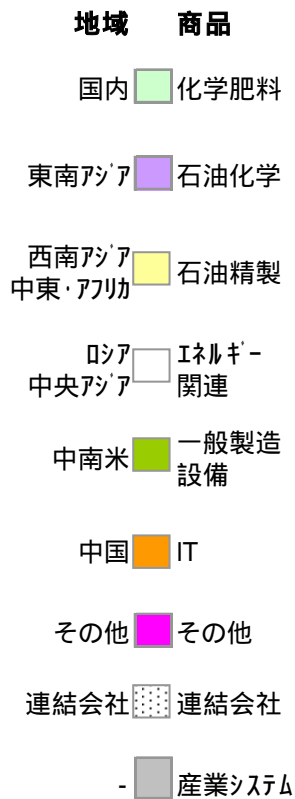 地域 商品
国内 化学肥料
東南ｱｼﾞｱ 石油化学
西南ｱｼﾞｱ
中東･ｱﾌﾘｶ
石油精製
ﾛｼｱ
中央ｱｼﾞｱ
ｴﾈﾙｷﾞｰ
関連
中南米
一般製造
設備
中国 IT
その他 その他
連結会社 連結会社
- 産業ｼｽﾃﾑ